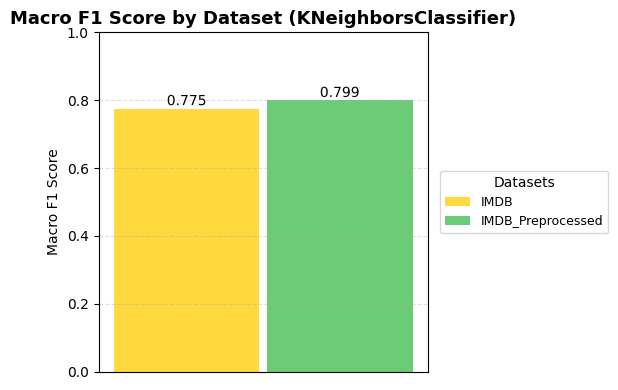 Macro F1 Score by Dataset (KNeighborsClassifier)
1.0
0.8
0.6
0.4
0.2
0.0
Macro F1 Score
0.775
0.799
Datasets
IMDB
IMDB_Preprocessed